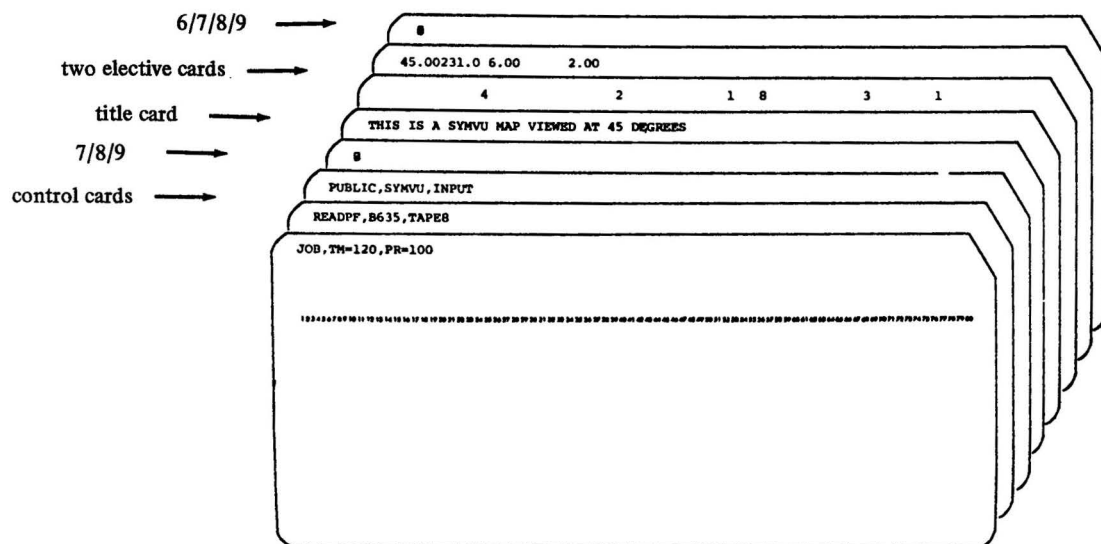 6/7/8/9
two elective cards
45.00231.0 6.00 2.00
4 2 1 8 3 1
title card
THIS IS A SYMVU MAP VIEWED AT 45 DEGREES
7/8/9
control cards
PUBLIC,SYMVU,INPUT
READPF,B635,TAPE8
JOB,TM=120,PR=100